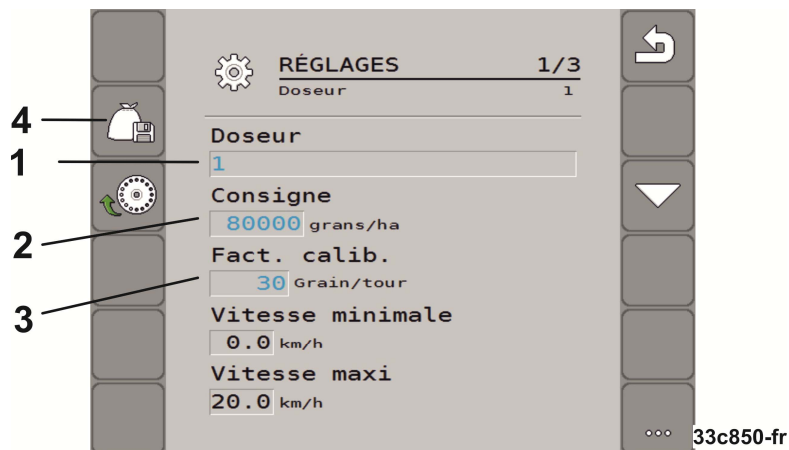 RÉGLAGES 1/3
Doseur 1
4
Doseur
1
1
Consigne
80000 grans/ha
2
Fact. calib.
30 Grain/tour
3
Vitesse minimale
0.0 km/h
Vitesse maxi
20.0 km/h
33c850-fr